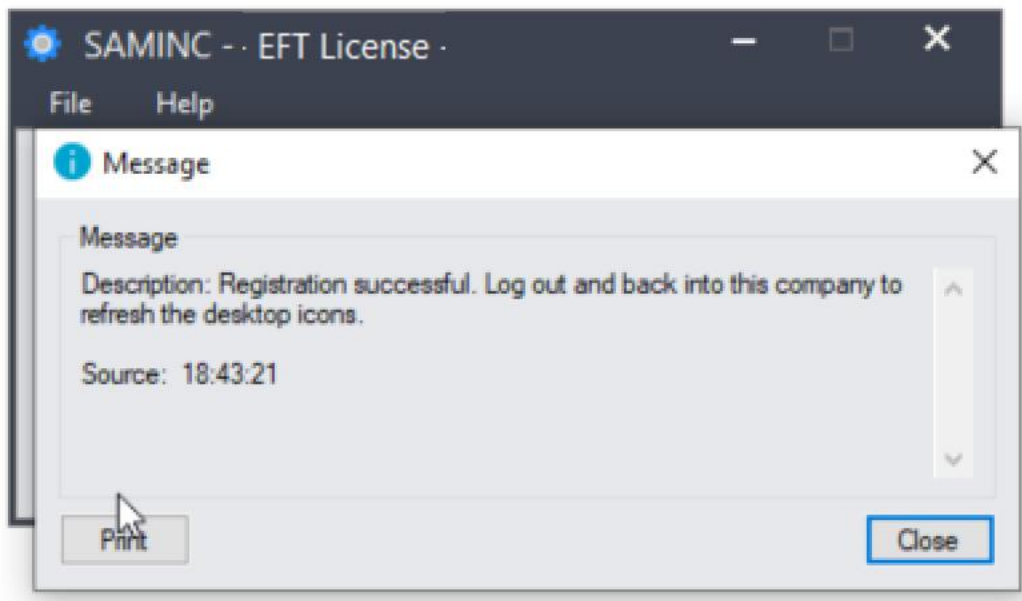 SAMINC - · EFT License ·
File Help
Message
Message
Description: Registration successful. Log out and back into this company to
refresh the desktop icons.
Source: 18:43:21
Print
Close